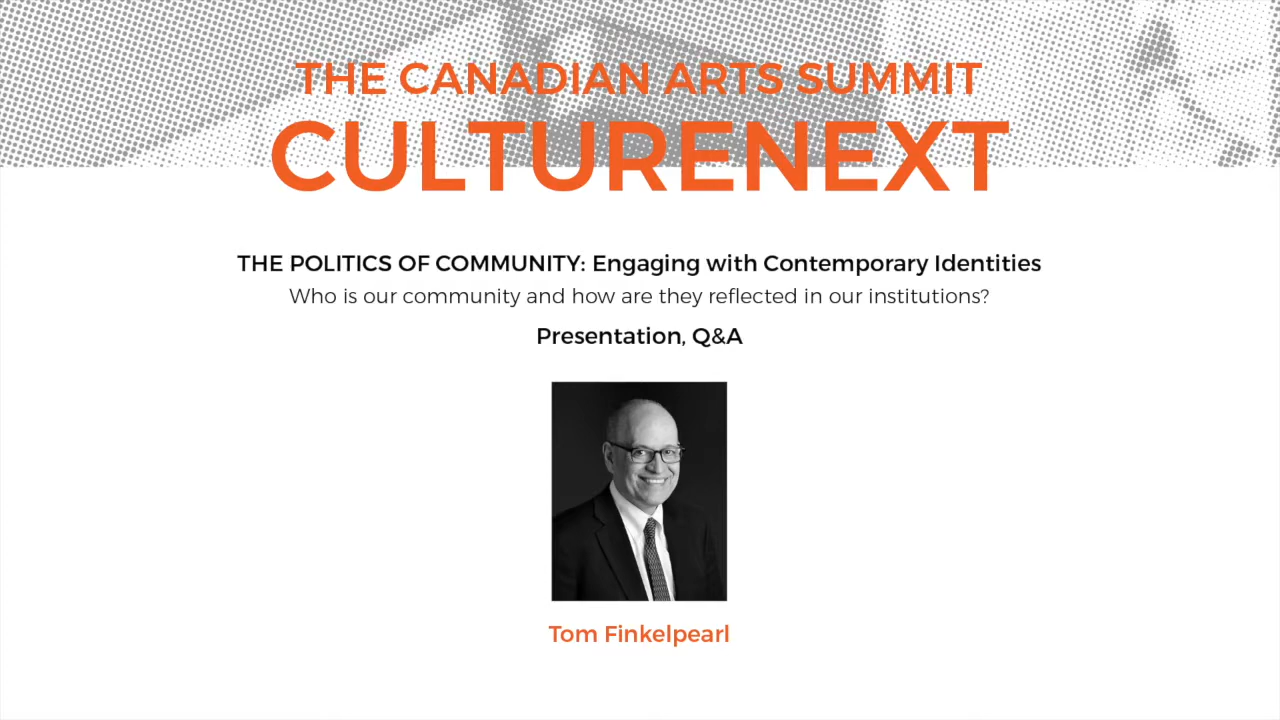 THE CANADIAN ARTS SUMMIT
CULTURENEXT
THE POLITICS OF COMMUNITY: Engaging with Contemporary Identities
Who is our community and how are they reflected in our institutions?
Presentation, Q&A
Tom Finkelpearl